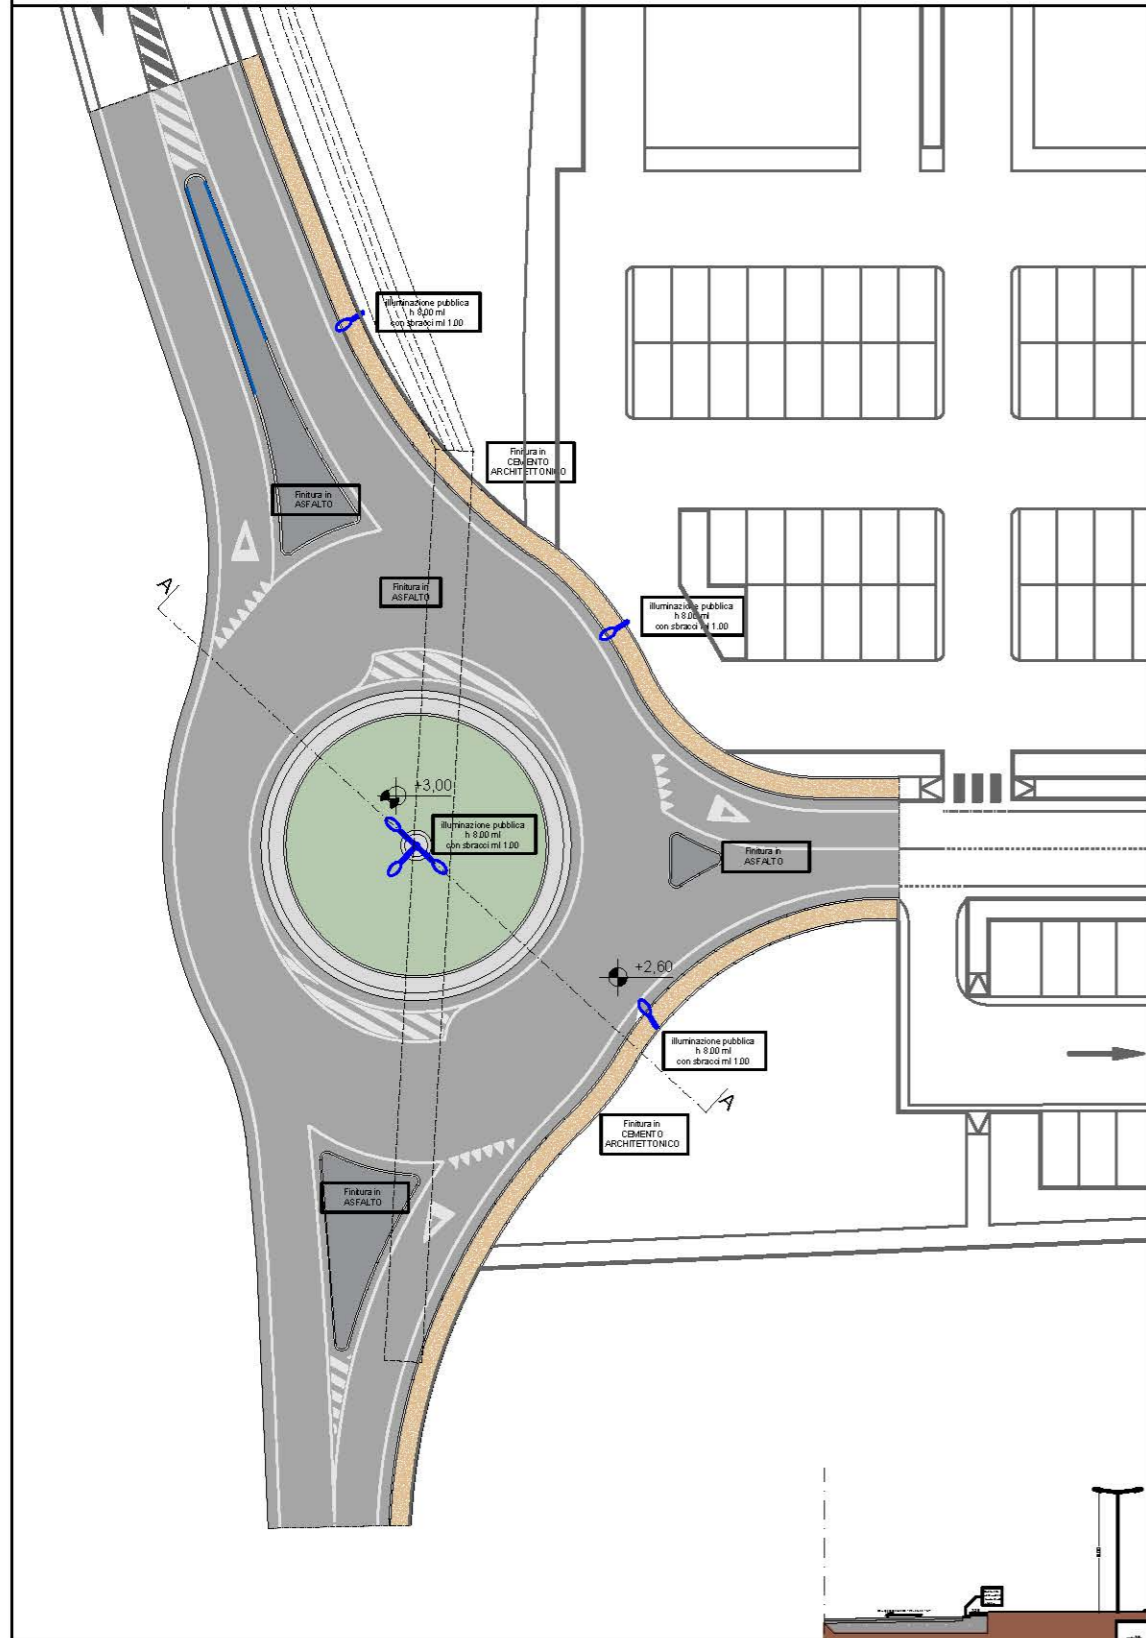 illuminazione pubblica
h 8.00 ml
con sbracci ml 1.00
Finitura in
CEMENTO
ARCHITETTONICO
Finitura in
ASFALTO
A
Finitura in
ASFALTO
illuminazione pubblica
h 8.00 ml
con sbracci ml 1.00
+3,00
illuminazione pubblica
h 8.00 ml
con sbracci ml 1.00
Finitura in
ASFALTO
+2,60
illuminazione pubblica
h 8.00 ml
con sbracci ml 1.00
A
Finitura in
CEMENTO
ARCHITETTONICO
Finitura in
ASFALTO